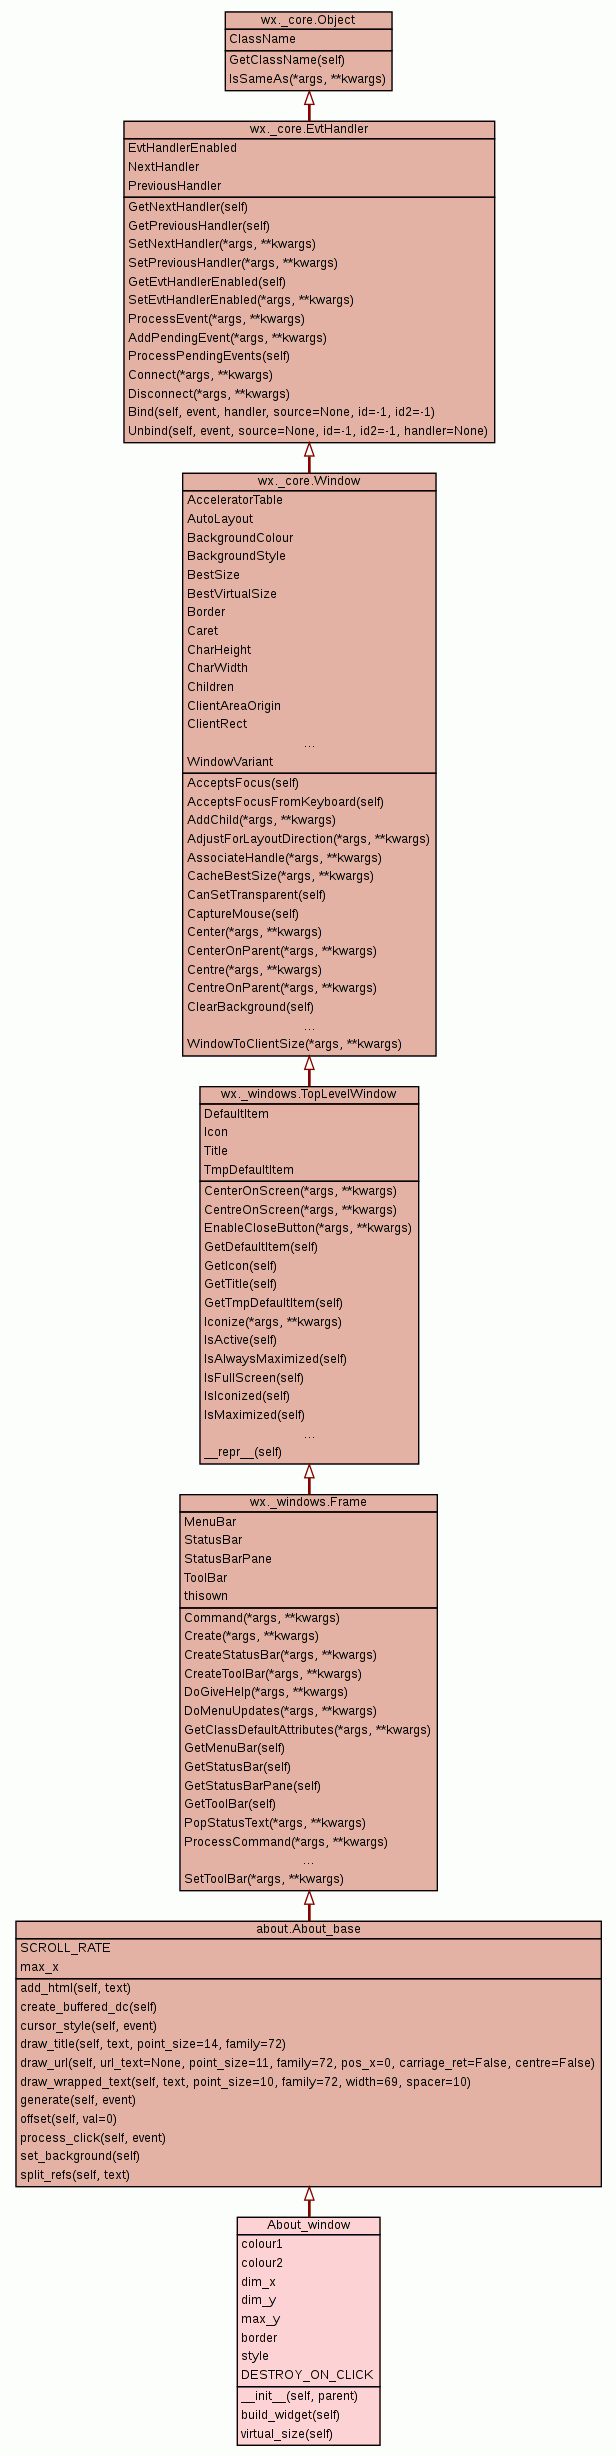 wx._core.Object
ClassName
GetClassName(self)
IsSameAs(*args, **kwargs)
wx._core.EvtHandler
EvtHandlerEnabled
NextHandler
PreviousHandler
GetNextHandler(self)
GetPreviousHandler(self)
SetNextHandler(*args, **kwargs)
SetPreviousHandler(*args, **kwargs)
GetEvtHandlerEnabled(self)
SetEvtHandlerEnabled(*args, **kwargs)
ProcessEvent(*args, **kwargs)
AddPendingEvent(*args, **kwargs)
ProcessPendingEvents(self)
Connect(*args, **kwargs)
Disconnect(*args, **kwargs)
Bind(self, event, handler, source=None, id=-1, id2=-1)
Unbind(self, event, source=None, id=-1, id2=-1, handler=None)
wx._core.Window
AcceleratorTable
AutoLayout
BackgroundColour
BackgroundStyle
BestSize
BestVirtualSize
Border
Caret
CharHeight
CharWidth
Children
ClientAreaOrigin
ClientRect
...
WindowVariant
AcceptsFocus(self)
AcceptsFocusFromKeyboard(self)
AddChild(*args, **kwargs)
AdjustForLayoutDirection(*args, **kwargs)
AssociateHandle(*args, **kwargs)
CacheBestSize(*args, **kwargs)
CanSetTransparent(self)
CaptureMouse(self)
Center(*args, **kwargs)
CenterOnParent(*args, **kwargs)
Centre(*args, **kwargs)
CentreOnParent(*args, **kwargs)
ClearBackground(self)
...
WindowToClientSize(*args, **kwargs)
wx._windows.TopLevelWindow
DefaultItem
Icon
Title
TmpDefaultItem
CenterOnScreen(*args, **kwargs)
CentreOnScreen(*args, **kwargs)
EnableCloseButton(*args, **kwargs)
GetDefaultItem(self)
GetIcon(self)
GetTitle(self)
GetTmpDefaultItem(self)
Iconize(*args, **kwargs)
IsActive(self)
IsAlwaysMaximized(self)
IsFullScreen(self)
IsIconized(self)
IsMaximized(self)
...
__repr__(self)
wx._windows.Frame
MenuBar
StatusBar
StatusBarPane
ToolBar
thisown
Command(*args, **kwargs)
Create(*args, **kwargs)
CreateStatusBar(*args, **kwargs)
CreateToolBar(*args, **kwargs)
DoGiveHelp(*args, **kwargs)
DoMenuUpdates(*args, **kwargs)
GetClassDefaultAttributes(*args, **kwargs)
GetMenuBar(self)
GetStatusBar(self)
GetStatusBarPane(self)
GetToolBar(self)
PopStatusText(*args, **kwargs)
ProcessCommand(*args, **kwargs)
...
SetToolBar(*args, **kwargs)
about.About_base
SCROLL_RATE
max_x
add_html(self, text)
create_buffered_dc(self)
cursor_style(self, event)
draw_title(self, text, point_size=14, family=72)
draw_url(self, url_text=None, point_size=11, family=72, pos_x=0, carriage_ret=False, centre=False)
draw_wrapped_text(self, text, point_size=10, family=72, width=69, spacer=10)
generate(self, event)
offset(self, val=0)
process_click(self, event)
set_background(self)
split_refs(self, text)
About_window
colour1
colour2
dim_x
dim_y
max_y
border
style
DESTROY_ON_CLICK
__init__(self, parent)
build_widget(self)
virtual_size(self)